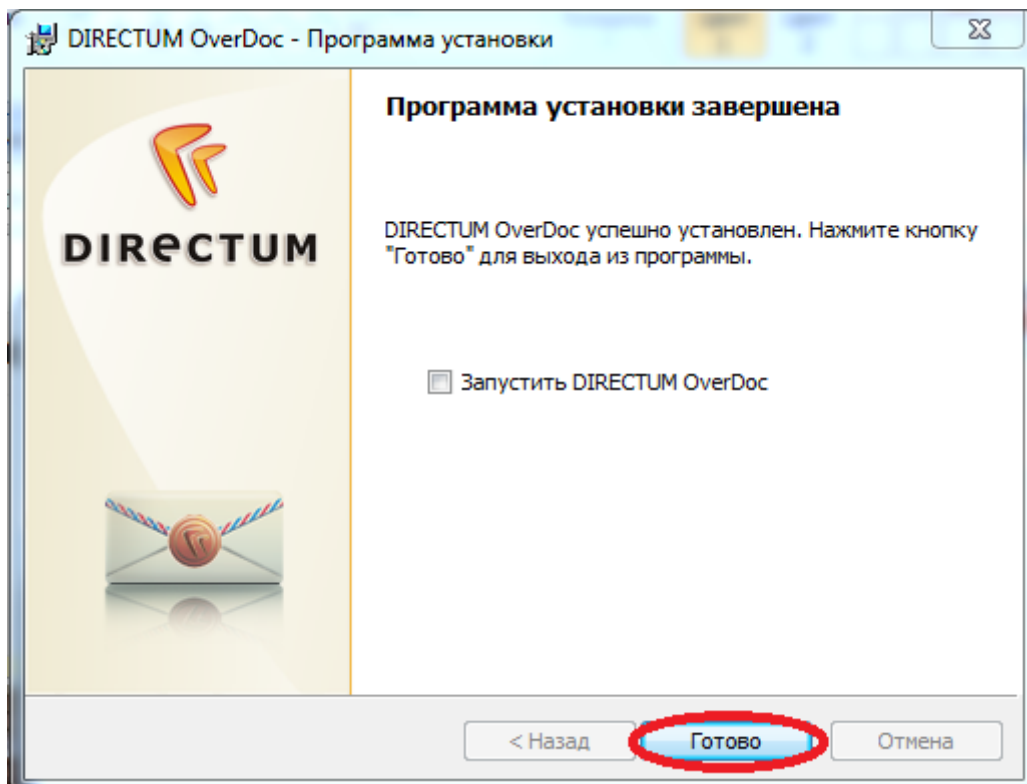 DIRECTUM OverDoc - Программа установки
Программа установки завершена
DIRECTUM
DIRECTUM OverDoc успешно установлен. Нажмите кнопку
"Готово" для выхода из программы.
Запустить DIRECTUM OverDoc
< Назад
Готово
Отмена